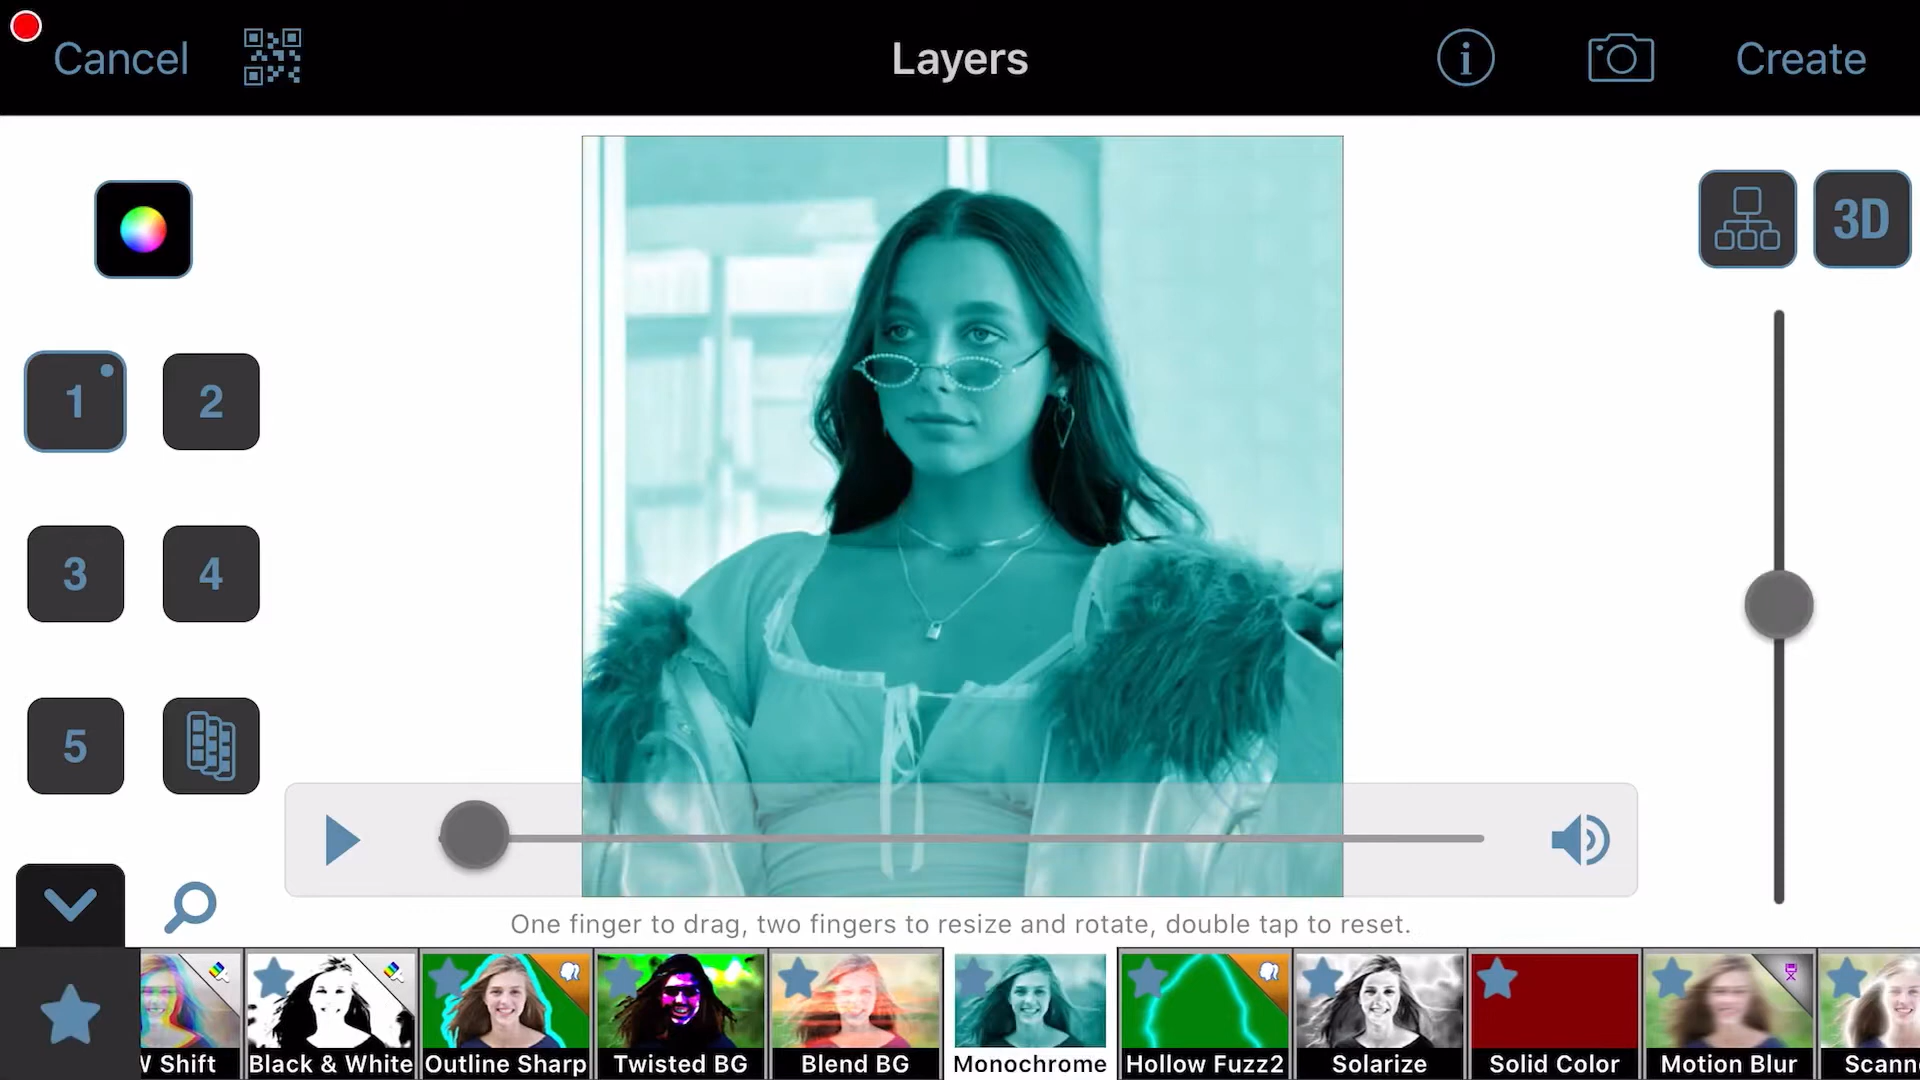 Cancel
Layers
Create
3D
1
2
3
4
5
One finger to drag, two fingers to resize and rotate, double tap to reset.
W Shift
Black & White
Outline Sharp
Twisted BG
Blend BG
Monochrome
Hollow Fuzz2
Solarize
Solid Color
Motion Blur
Scann